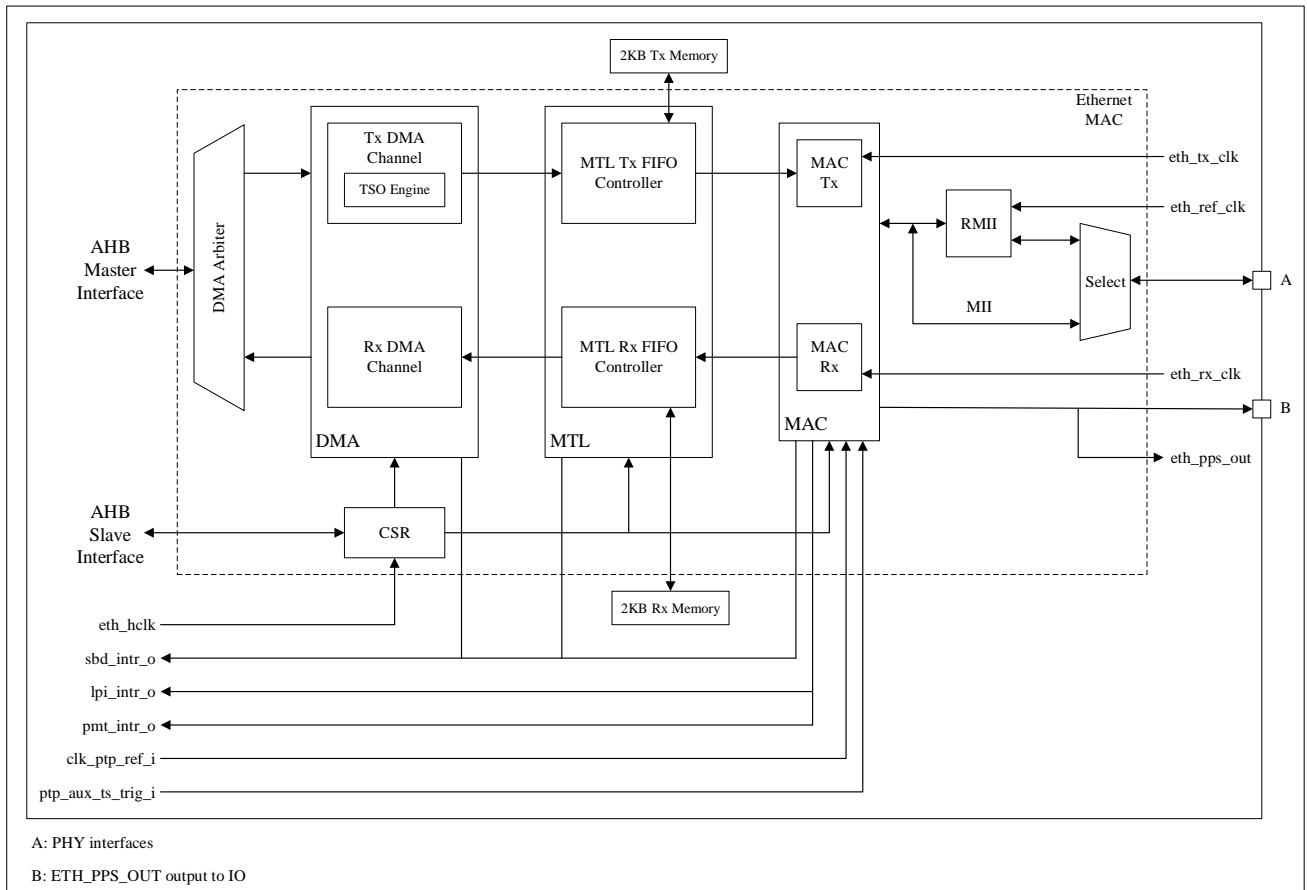 2KB Tx Memory
Ethernet
MAC
Tx DMA
Channel
TSO Engine
MTL Tx FIFO
Controller
MAC
Tx
eth_tx_clk
RMII
eth_ref_clk
AHB
Master
Interface
DMA Arbiter
Select
A
MII
Rx DMA
Channel
MTL Rx FIFO
Controller
MAC
Rx
eth_rx_clk
B
DMA
MTL
MAC
eth_pps_out
AHB
Slave
Interface
CSR
2KB Rx Memory
eth_hclk
sbd_intr_o
lpi_intr_o
pmt_intr_o
clk_ptp_ref_i
ptp_aux_ts_trig_i
A: PHY interfaces
B: ETH_PPS_OUT output to IO